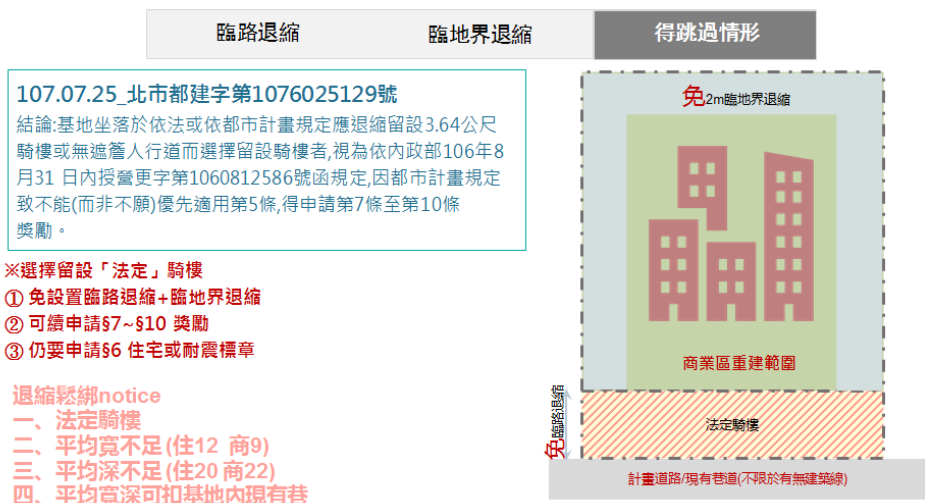 臨路退縮
臨地界退縮
得跳過情形
107.07.25_北市都建字第1076025129號
結論:基地坐落於依法或依都市計畫規定應退縮留設3.64公尺
騎樓或無遮簷人行道而選擇留設騎樓者,視為依內政部106年8
月31 日內授營更字第1060812586號函規定,因都市計畫規定
致不能(而非不願)優先適用第5條,得申請第7條至第10條
獎勵。
※選擇留設「法定」騎樓
① 免設置臨路退縮+臨地界退縮
② 可續申請§7~§10 獎勵
③ 仍要申請§6 住宅或耐震標章
退縮鬆綁notice
一、法定騎樓
二、平均寬不足(住12 商9)
三、平均深不足(住20 商22)
四、平均寬深可扣基地內現有巷
免2m臨地界退縮
商業區重建範圍
免臨路退縮
法定騎樓
計畫道路/現有巷道(不限於有無建築線)